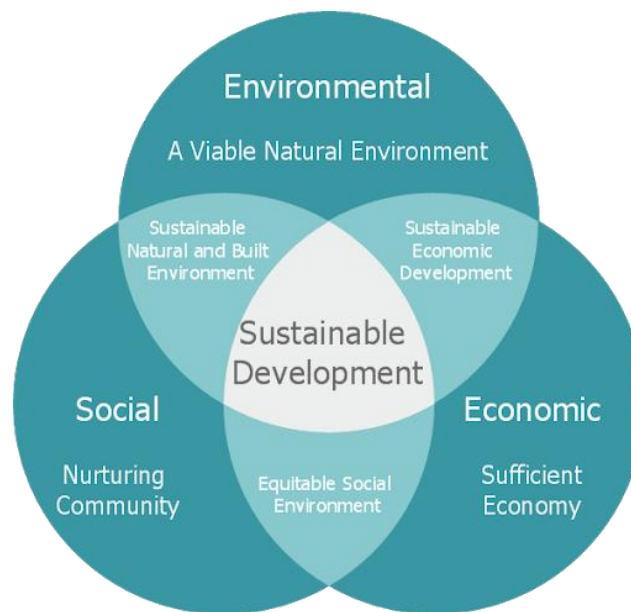 Environmental
A Viable Natural Environment
Sustainable
Natural and Built
Environment
Sustainable
Economic
Development
Sustainable
Development
Social
Nurturing
Community
Economic
Sufficient
Economy
Equitable Social
Environment